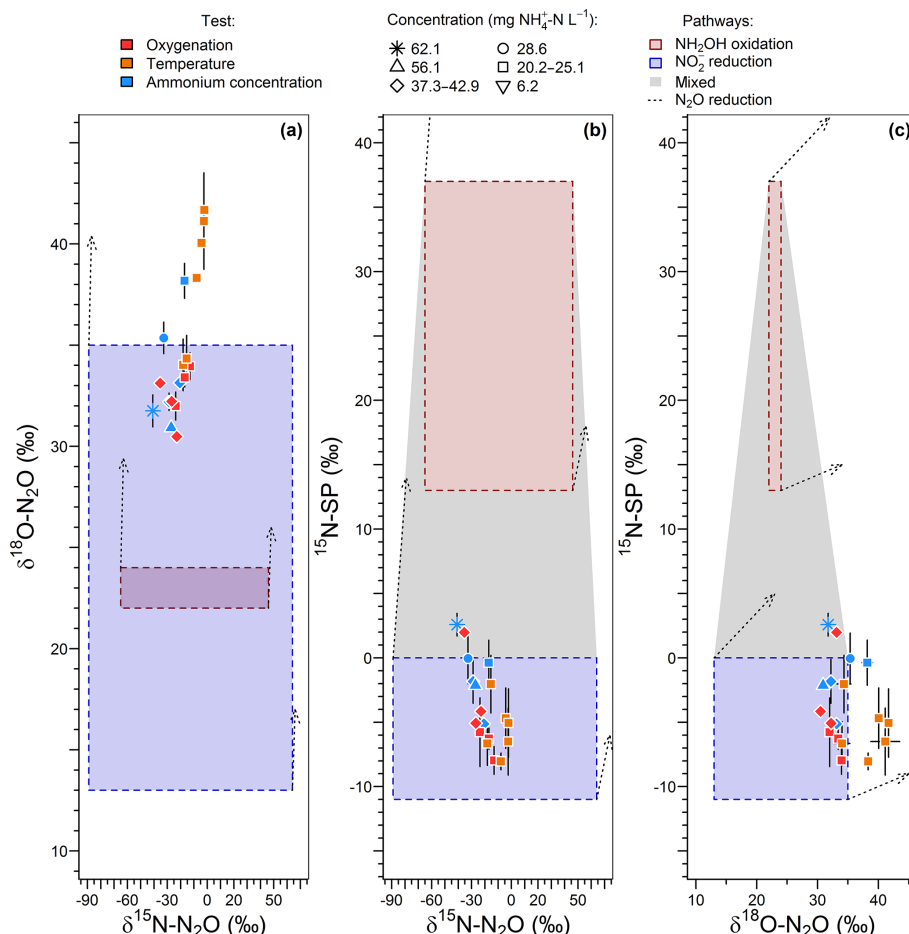 Test:
Oxygenation
Temperature
Ammonium concentration
Concentration (mg NH₄⁺-N L⁻¹):
62.1
28.6
56.1
20.2−25.1
37.3−42.9
6.2
Pathways:
NH₂OH oxidation
NO₂⁻ reduction
Mixed
N₂O reduction
(a)
40
30
20
10
δ¹⁸O-N₂O (‰)
-90 -60 -30 0 30 60
δ¹⁵N-N₂O (‰)
(b)
40
30
20
10
0
-10
¹⁵N-SP (‰)
-90 -60 -30 0 30 60
δ¹⁵N-N₂O (‰)
(c)
40
30
20
10
0
-10
¹⁵N-SP (‰)
10 20 30 40
δ¹⁸O-N₂O (‰)